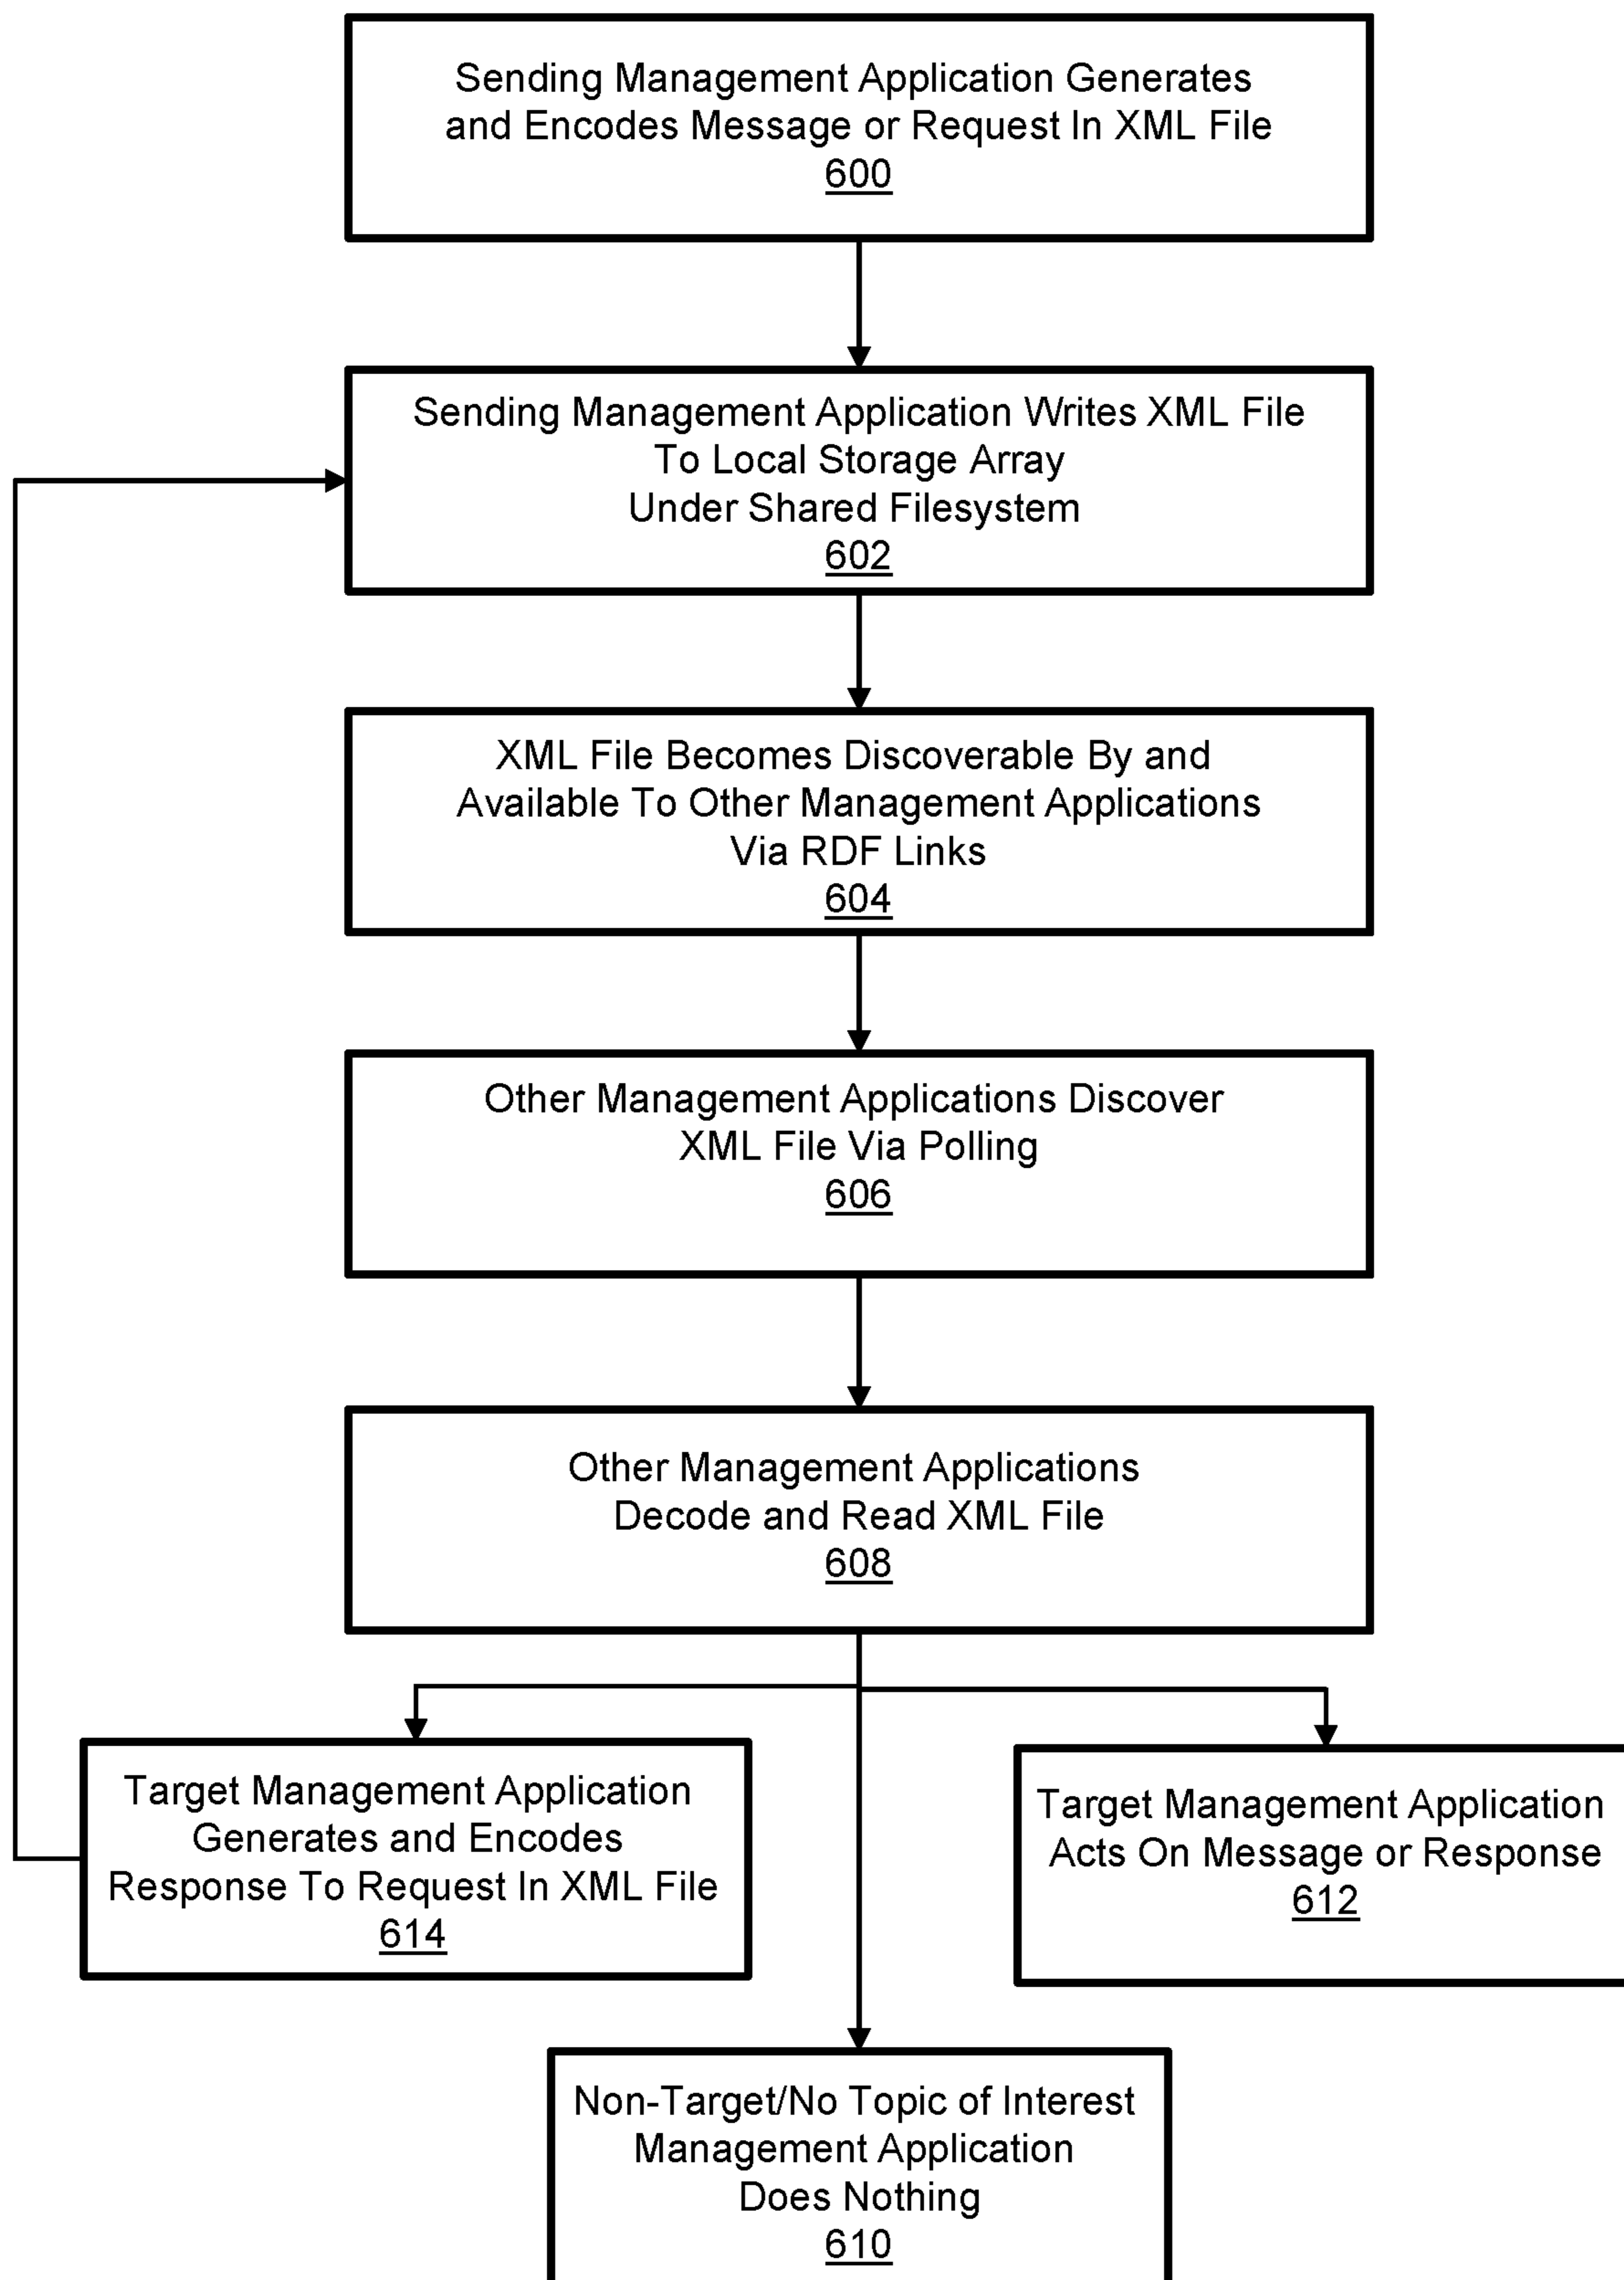 Sending Management Application Generates
and Encodes Message or Request In XML File
600
Sending Management Application Writes XML File
To Local Storage Array
Under Shared Filesystem
602
XML File Becomes Discoverable By and
Available To Other Management Applications
Via RDF Links
604
Other Management Applications Discover
XML File Via Polling
606
Other Management Applications
Decode and Read XML File
608
Target Management Application
Generates and Encodes
Response To Request In XML File
614
Target Management Application
Acts On Message or Response
612
Non-Target/No Topic of Interest
Management Application
Does Nothing
610